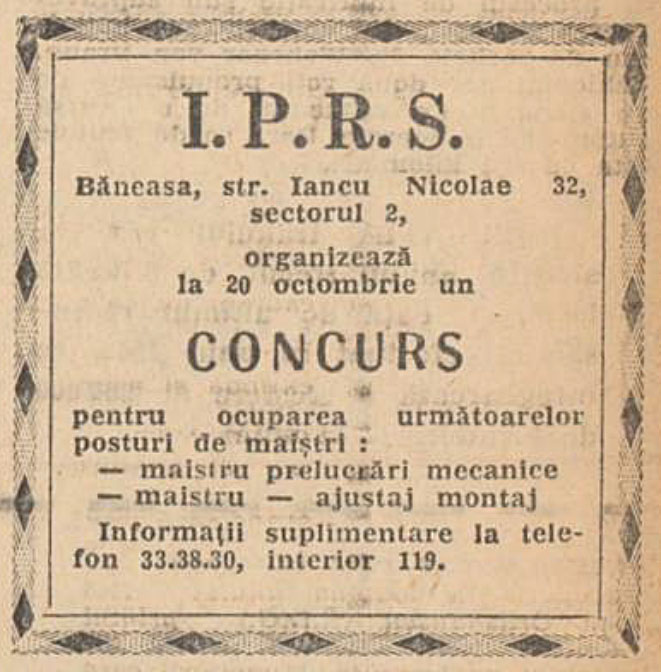 I.P.R.S.
Băneasa, str. Iancu Nicolae 32,
sectorul 2,
organizează
la 20 octombrie un
CONCURS
pentru ocuparea următoarelor
posturi de maiștri :
— maistru prelucrări mecanice
— maistru — ajustaj montaj
Informații suplimentare la tele-
fon 33.38.30, interior 119.